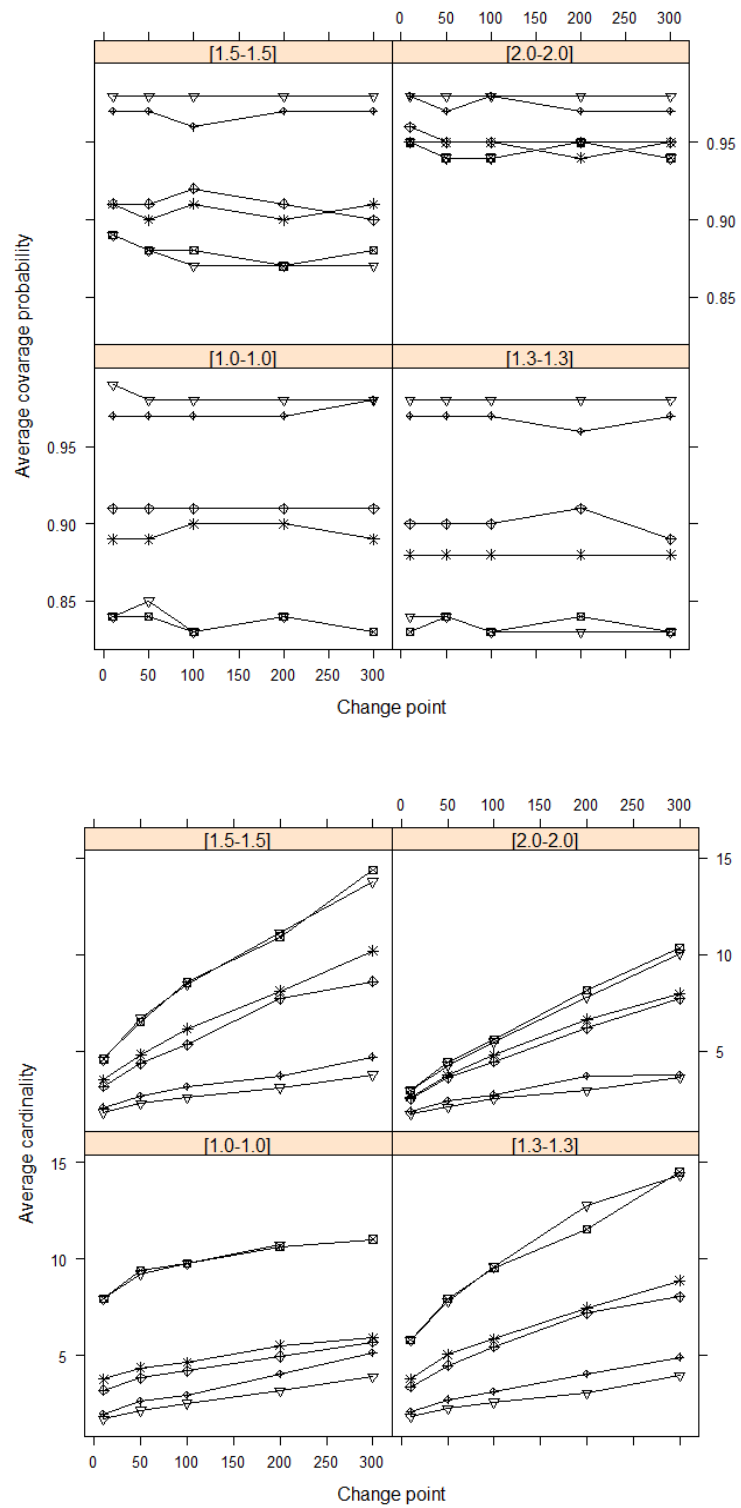 0 50 100 150 200 250 300
[1.5-1.5] [2.0-2.0]
0.95
0.90
0.85
Average covarage probability
[1.0-1.0] [1.3-1.3]
0.95
0.90
0.85
0 50 100 150 200 250 300
Change point
0 50 100 150 200 250 300
[1.5-1.5] [2.0-2.0]
15
10
5
Average cardinality
[1.0-1.0] [1.3-1.3]
15
10
5
0 50 100 150 200 250 300
Change point